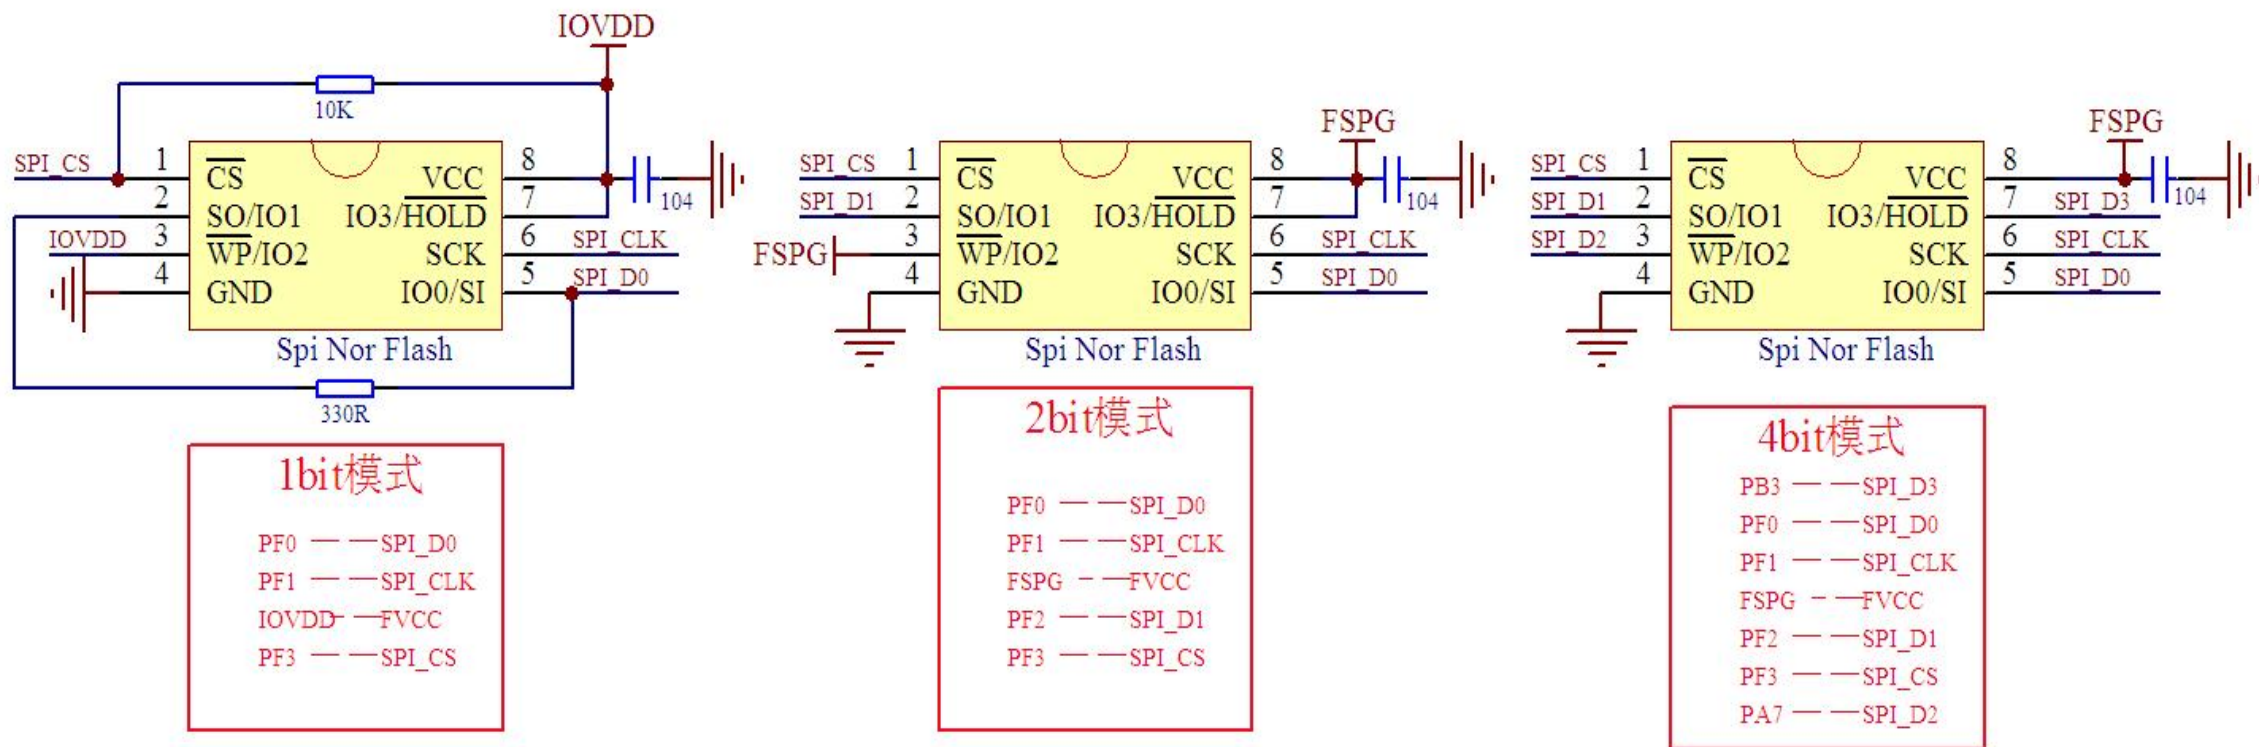 IOVDD
10K
SPI_CS 1 CS VCC 8
2 SO/IO1 IO3/HOLD 7 104
IOVDD 3 WP/IO2 SCK 6 SPI_CLK
4 GND IO0/SI 5 SPI_D0
Spi Nor Flash
330R
1bit模式
PF0 — —SPI_D0
PF1 — —SPI_CLK
IOVDD— —FVCC
PF3 — —SPI_CS
FSPG
SPI_CS 1 CS VCC 8
SPI_D1 2 SO/IO1 IO3/HOLD 7 104
FSPG 3 WP/IO2 SCK 6 SPI_CLK
4 GND IO0/SI 5 SPI_D0
Spi Nor Flash
2bit模式
PF0 — —SPI_D0
PF1 — —SPI_CLK
FSPG — —FVCC
PF2 — —SPI_D1
PF3 — —SPI_CS
FSPG
SPI_CS 1 CS VCC 8
SPI_D1 2 SO/IO1 IO3/HOLD 7 SPI_D3 104
SPI_D2 3 WP/IO2 SCK 6 SPI_CLK
4 GND IO0/SI 5 SPI_D0
Spi Nor Flash
4bit模式
PB3 — —SPI_D3
PF0 — —SPI_D0
PF1 — —SPI_CLK
FSPG — —FVCC
PF2 — —SPI_D1
PF3 — —SPI_CS
PA7 — —SPI_D2